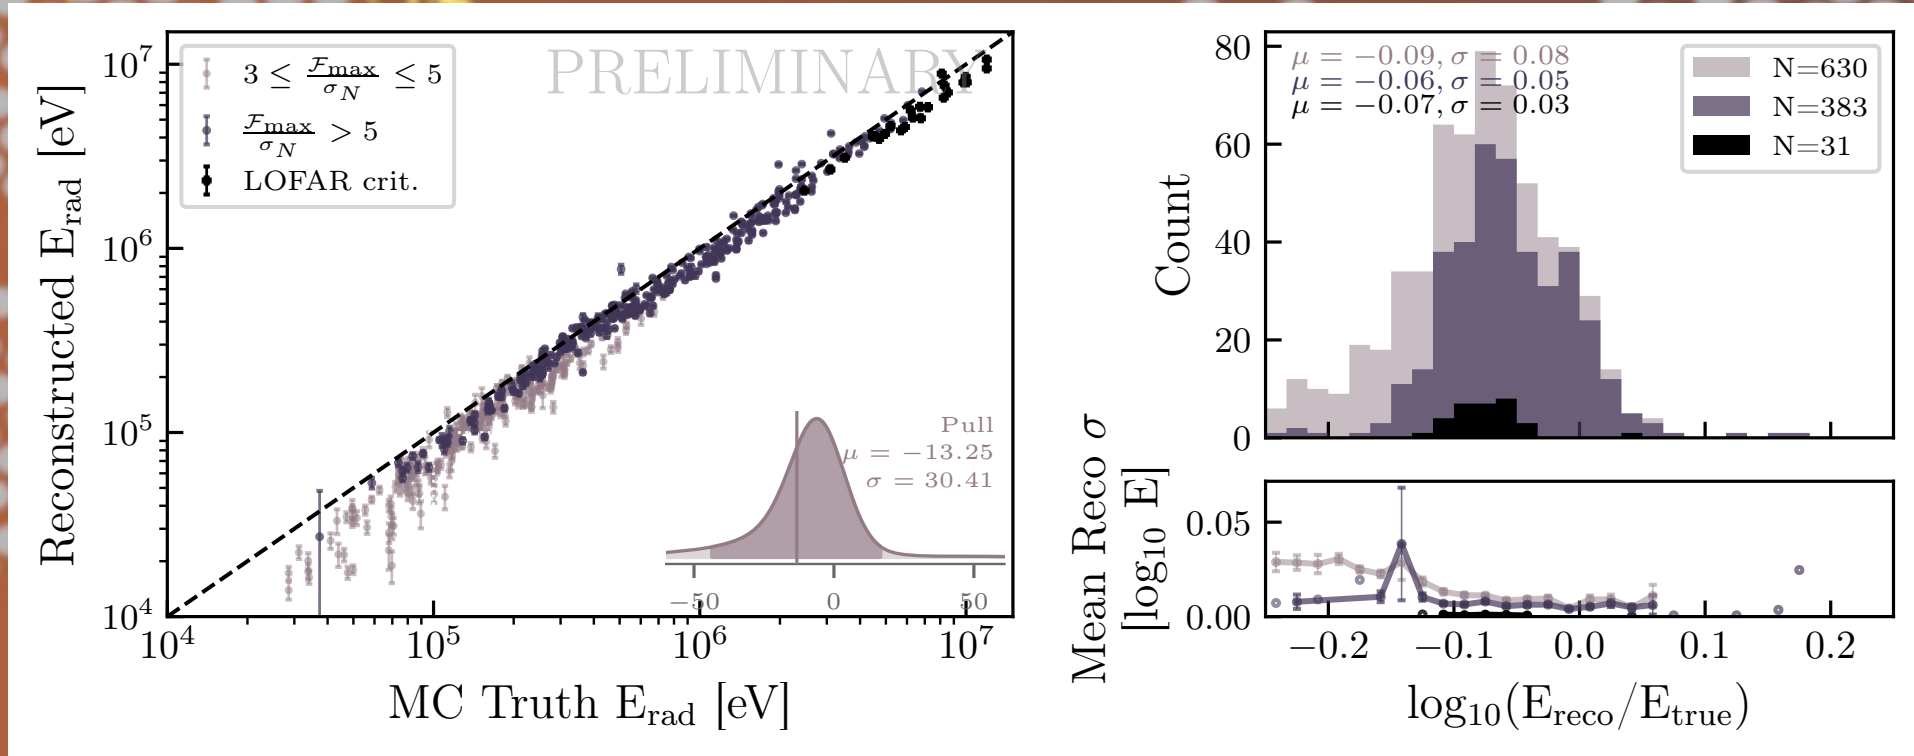 PRELIMINARY
3 ≤ F_max/σ_N ≤ 5
F_max/σ_N > 5
LOFAR crit.
Reconstructed E_rad [eV]
10^7
10^6
10^5
10^4
Pull
μ = −13.25
σ = 30.41
−50 0 50
10^4 10^5 10^6 10^7
MC Truth E_rad [eV]
μ = −0.09, σ = 0.08
μ = −0.06, σ = 0.05
μ = −0.07, σ = 0.03
N=630
N=383
N=31
Count
80
60
40
20
0
Mean Reco σ
[log_10 E]
0.05
0.00
−0.2 −0.1 0.0 0.1 0.2
log_10(E_reco/E_true)